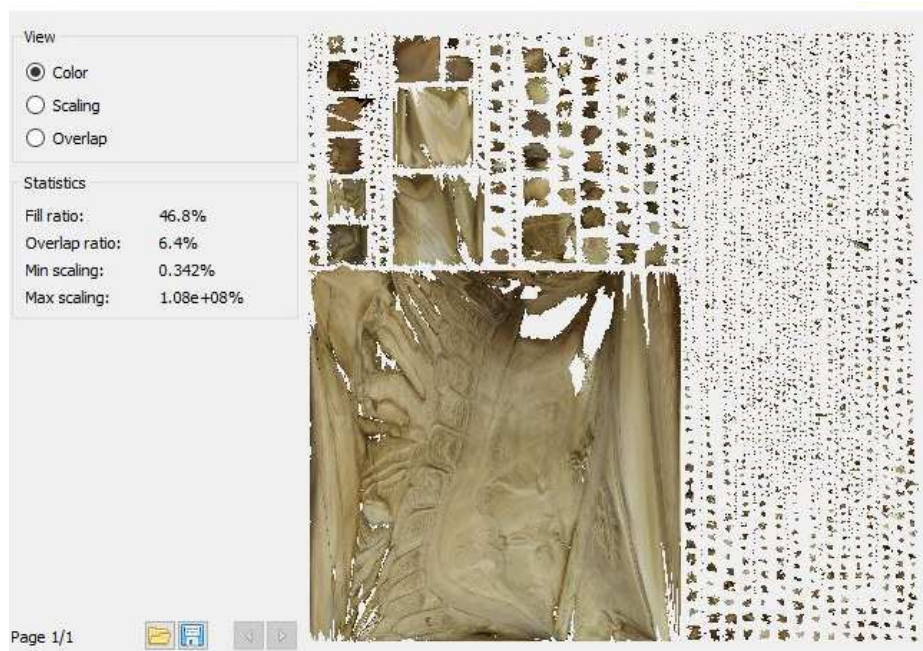 View
Color
Scaling
Overlap
Statistics
Fill ratio: 46.8%
Overlap ratio: 6.4%
Min scaling: 0.342%
Max scaling: 1.08e+08%
Page 1/1